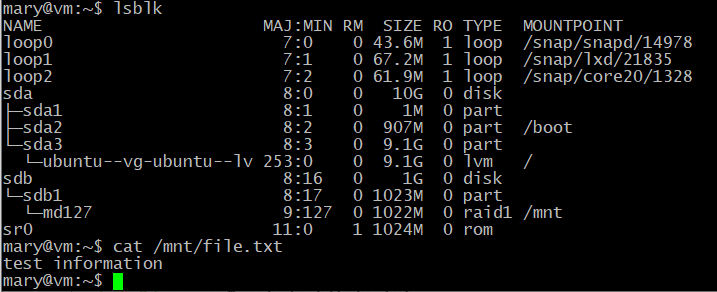 mary@vm:~$ lsblk
NAME                      MAJ:MIN RM  SIZE RO TYPE  MOUNTPOINT
loop0                       7:0    0 43.6M  1 loop  /snap/snapd/14978
loop1                       7:1    0 67.2M  1 loop  /snap/lxd/21835
loop2                       7:2    0 61.9M  1 loop  /snap/core20/1328
sda                         8:0    0   10G  0 disk
├─sda1                      8:1    0    1M  0 part
├─sda2                      8:2    0  907M  0 part  /boot
└─sda3                      8:3    0  9.1G  0 part
  └─ubuntu--vg-ubuntu--lv 253:0    0  9.1G  0 lvm   /
sdb                         8:16   0    1G  0 disk
└─sdb1                      8:17   0 1023M  0 part
  └─md127                   9:127  0 1022M  0 raid1 /mnt
sr0                        11:0    1 1024M  0 rom
mary@vm:~$ cat /mnt/file.txt
test information
mary@vm:~$